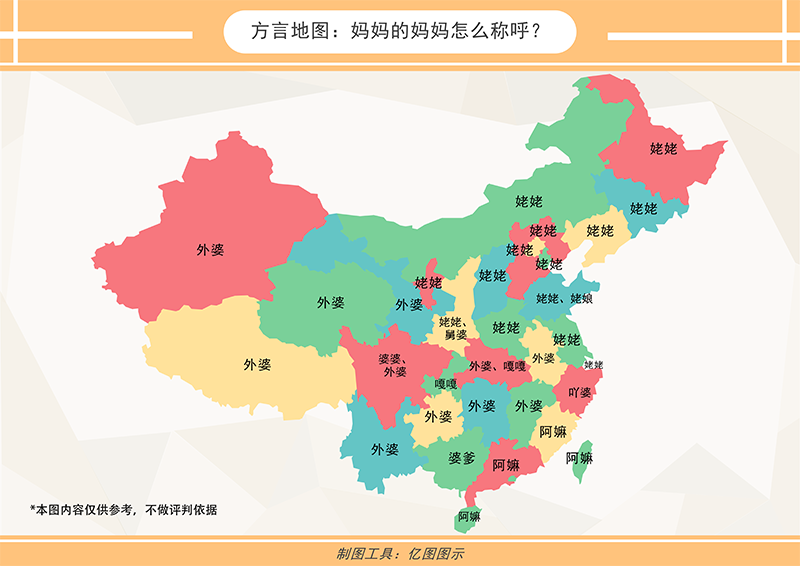 方言地图：妈妈的妈妈怎么称呼？
姥姥
姥姥
姥姥
姥姥
姥姥
外婆
姥姥
姥姥
姥姥
姥姥
外婆
外婆
姥姥、姥娘
姥姥、
舅婆
姥姥
姥姥
外婆
婆婆、
外婆
外婆、嘎嘎
外婆
姥姥
嘎嘎
吖婆
外婆
外婆
外婆
阿嫲
外婆
婆爹
阿嫲
阿嫲
阿嫲
*本图内容仅供参考，不做评判依据
制图工具：亿图图示